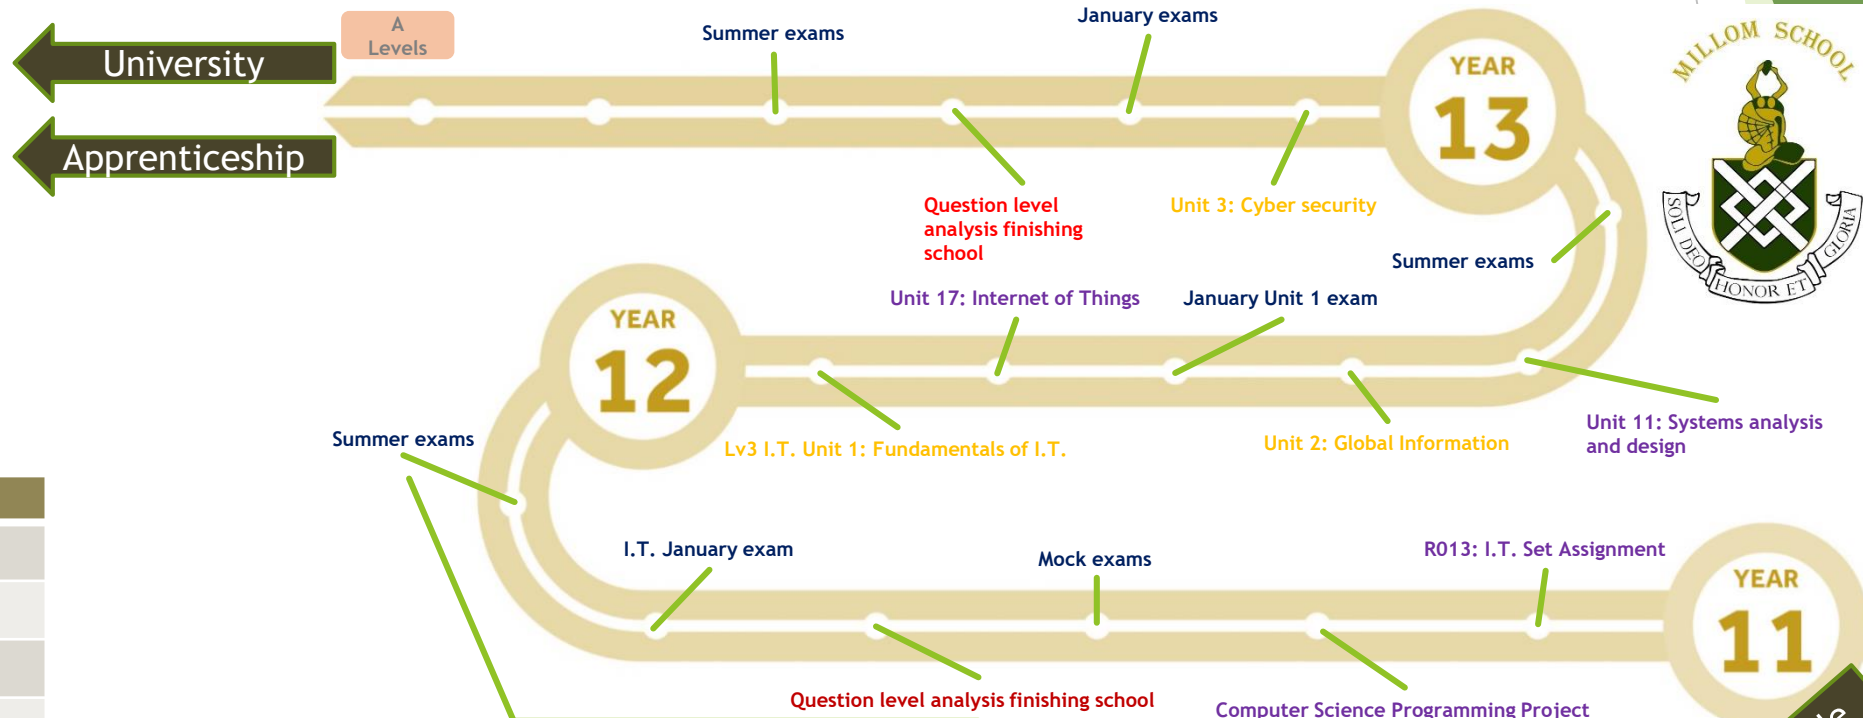 A
Levels
University
Apprenticeship
Summer exams
January exams
YEAR
13
MILLOM SCHOOL
SOLI DEO
HONOR ET
GLORIA
Question level
analysis finishing
school
Unit 3: Cyber security
Summer exams
Unit 17: Internet of Things
January Unit 1 exam
YEAR
12
Summer exams
Lv3 I.T. Unit 1: Fundamentals of I.T.
Unit 2: Global Information
Unit 11: Systems analysis
and design
I.T. January exam
Mock exams
R013: I.T. Set Assignment
YEAR
11
Question level analysis finishing school
Computer Science Programming Project